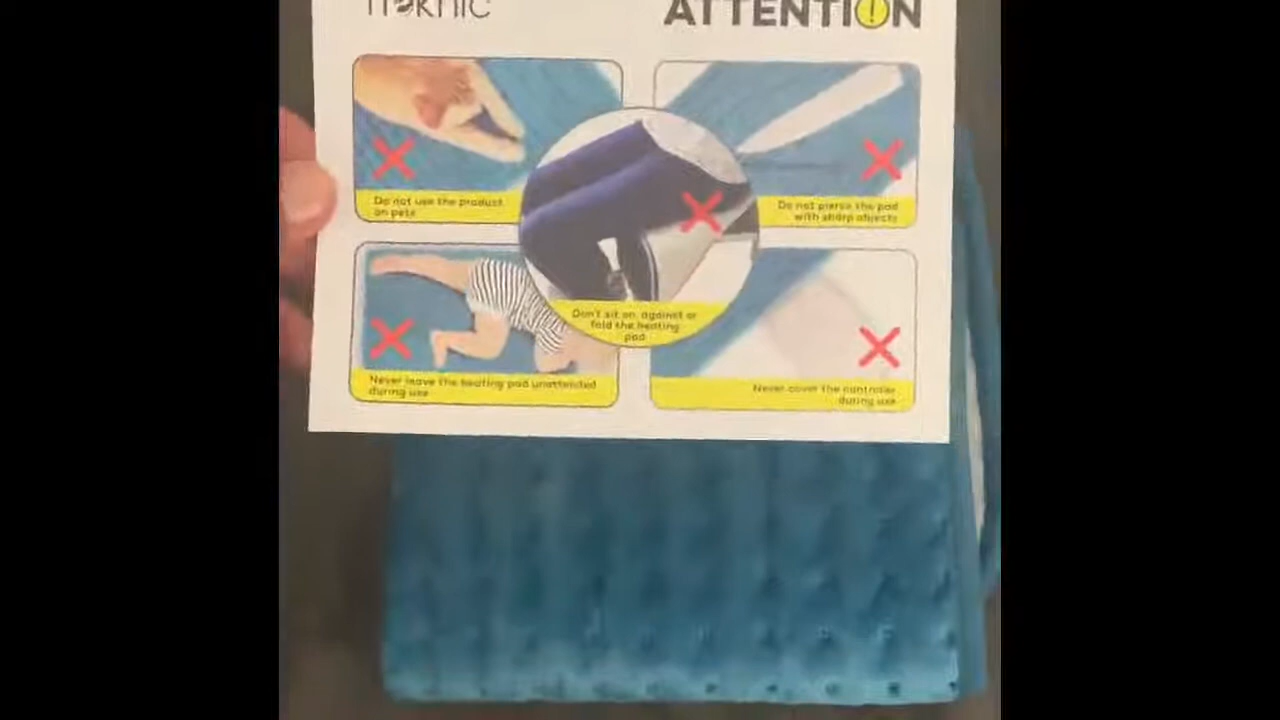 ATTENTION
Do not use the product
on pets
Do not pierce the pad
with sharp objects
Don't sit on, against or
fold the heating
pad
Never leave the heating pad unattended
during use
Never cover the controller
during use